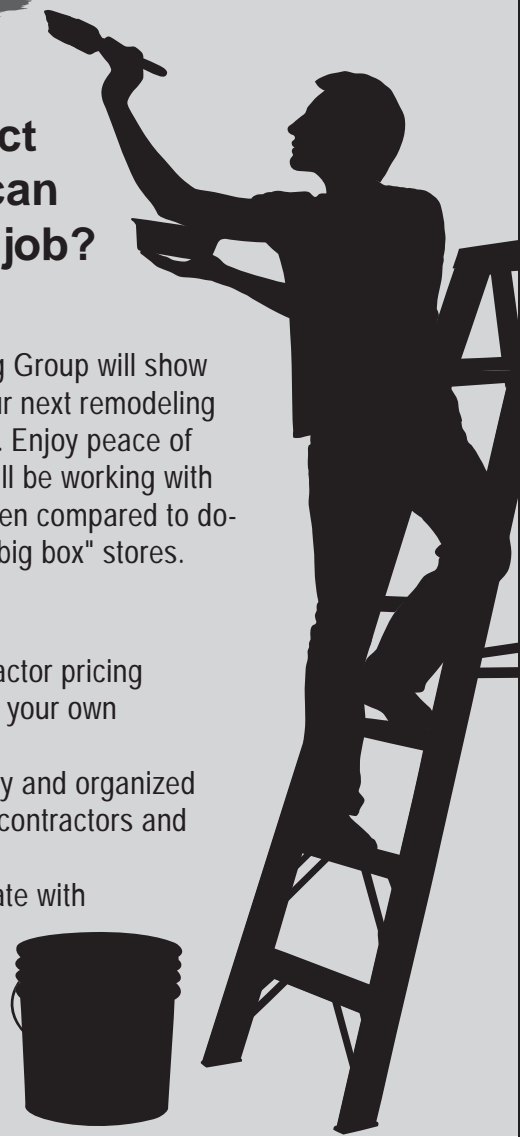 ct
can
job?
g Group will show
ur next remodeling
. Enjoy peace of
ll be working with
en compared to do-
big box" stores.
actor pricing
your own
y and organized
contractors and
ate with